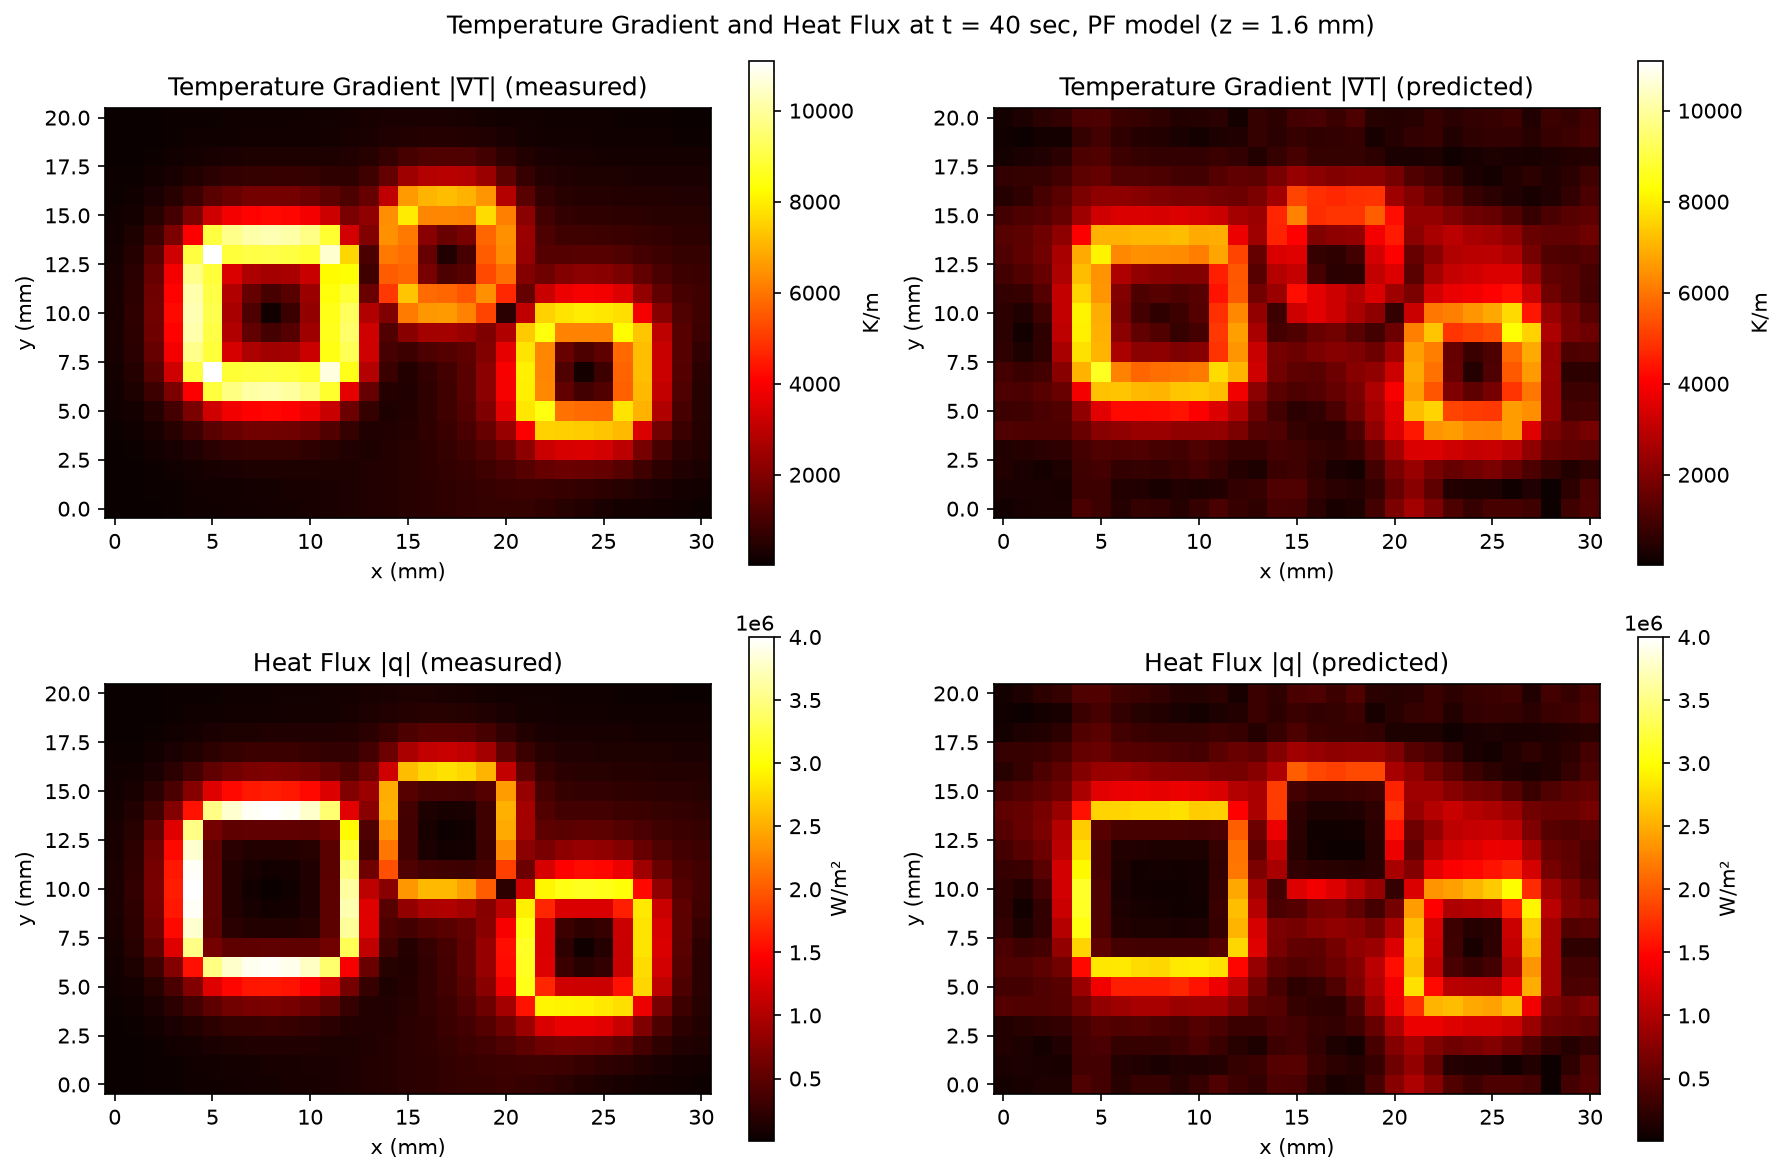 Temperature Gradient and Heat Flux at t = 40 sec, PF model (z = 1.6 mm)
Temperature Gradient |∇T| (measured)
20.0
17.5
15.0
12.5
10.0
7.5
5.0
2.5
0.0
y (mm)
0 5 10 15 20 25 30
x (mm)
10000
8000
6000
4000
2000
K/m
Temperature Gradient |∇T| (predicted)
20.0
17.5
15.0
12.5
10.0
7.5
5.0
2.5
0.0
y (mm)
0 5 10 15 20 25 30
x (mm)
10000
8000
6000
4000
2000
K/m
Heat Flux |q| (measured)
20.0
17.5
15.0
12.5
10.0
7.5
5.0
2.5
0.0
y (mm)
0 5 10 15 20 25 30
x (mm)
1e6
4.0
3.5
3.0
2.5
2.0
1.5
1.0
0.5
W/m²
Heat Flux |q| (predicted)
20.0
17.5
15.0
12.5
10.0
7.5
5.0
2.5
0.0
y (mm)
0 5 10 15 20 25 30
x (mm)
1e6
4.0
3.5
3.0
2.5
2.0
1.5
1.0
0.5
W/m²